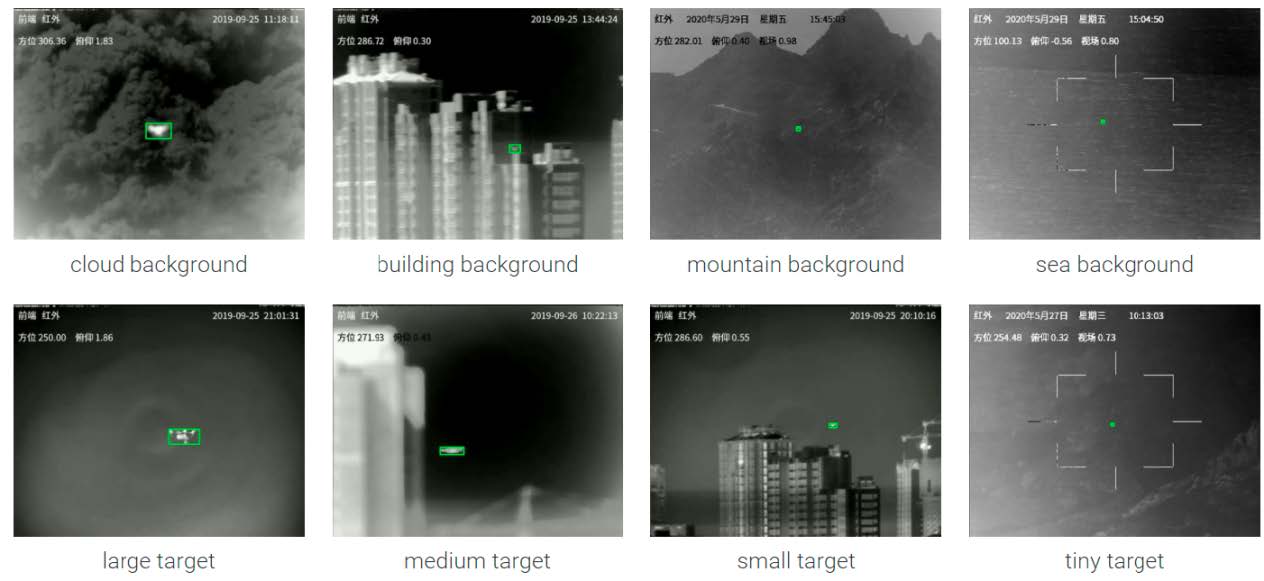 前端 红外 2019-09-25 11:18:11
方位 306.36 俯仰 1.83
cloud background
前端 红外 2019-09-25 13:44:24
方位 286.72 俯仰 0.30
building background
红外 2020年5月29日 星期五 15:45:03
方位 282.01 俯仰 0.40 视场 0.98
mountain background
红外 2020年5月29日 星期五 15:04:50
方位 100.13 俯仰 -0.56 视场 0.80
sea background
前端 红外 2019-09-25 21:01:31
方位 250.00 俯仰 1.86
large target
前端 红外 2019-09-26 10:22:13
方位 271.93 俯仰 0.43
medium target
前端 红外 2019-09-25 20:10:16
方位 286.60 俯仰 0.55
small target
红外 2020年5月27日 星期三 10:13:03
方位 254.48 俯仰 0.32 视场 0.73
tiny target